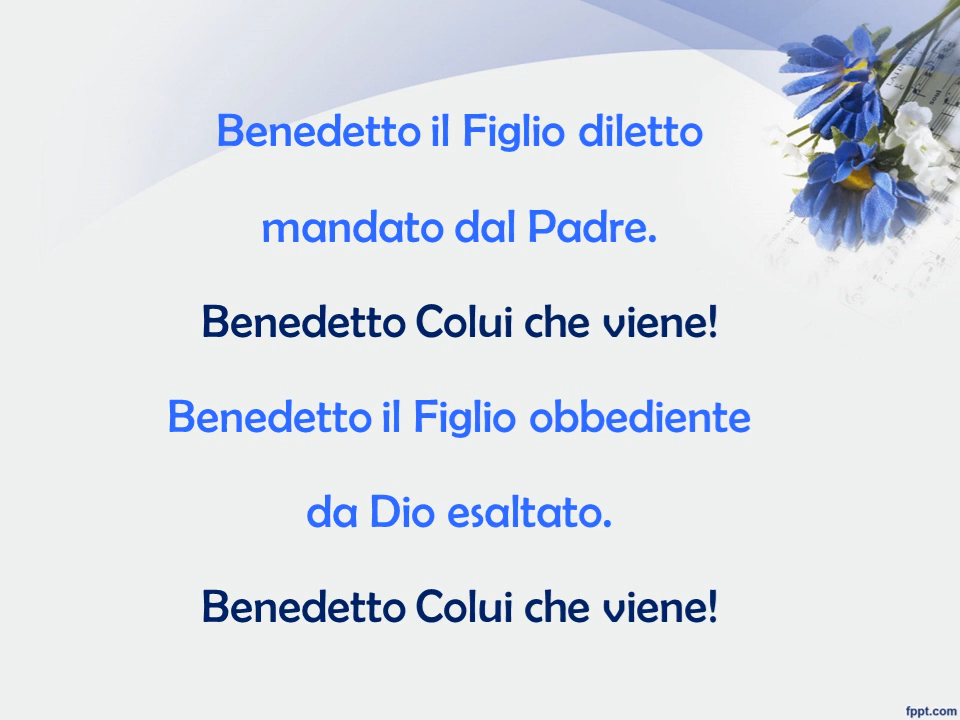 Benedetto il Figlio diletto
mandato dal Padre.
Benedetto Colui che viene!
Benedetto il Figlio obbediente
da Dio esaltato.
Benedetto Colui che viene!
fppt.com